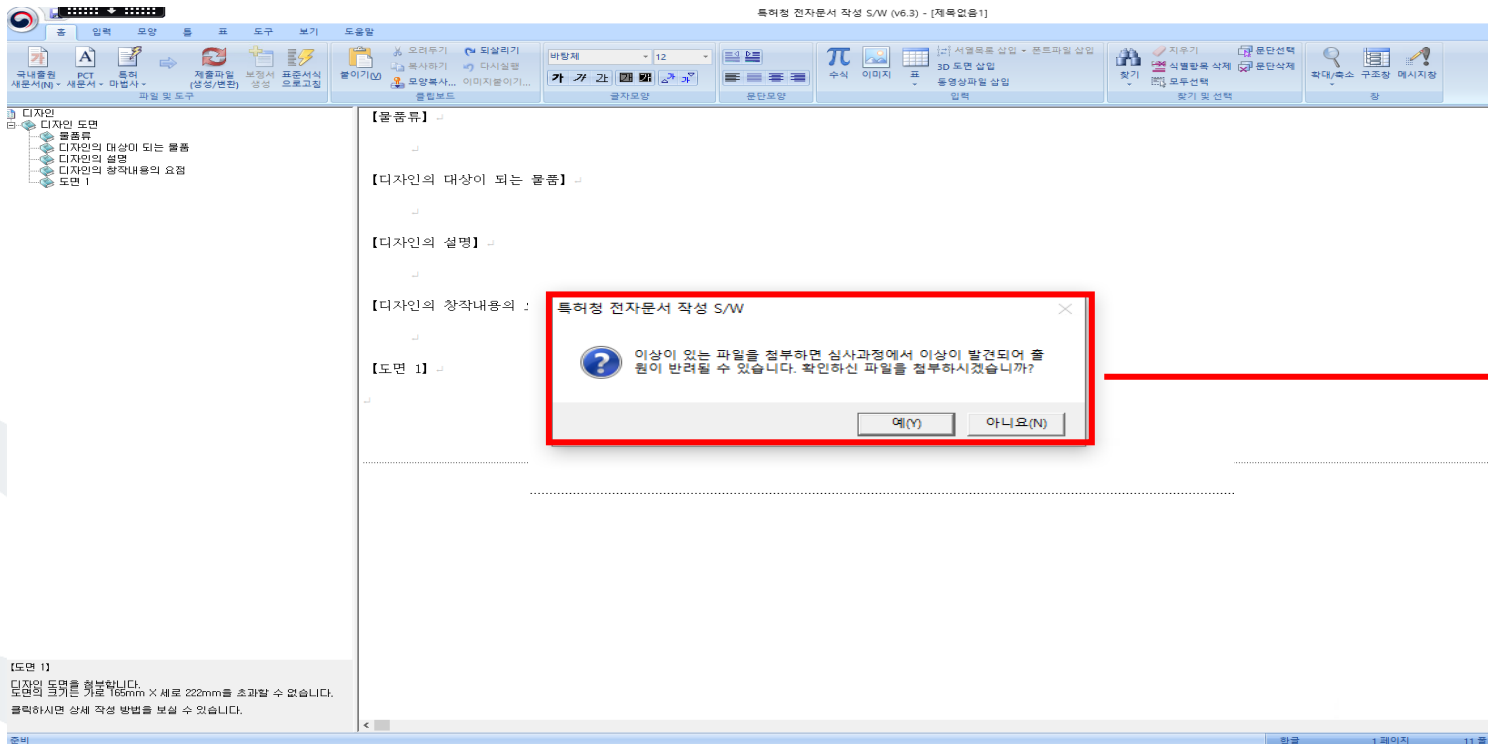 특허청 전자문서 작성 S/W (v6.3) - [제목없음1]
홈 입력 모양 틀 표 도구 보기 도움말
국내출원 새문서(N)
PCT 새문서
특허 마법사
제출파일 (생성/변환)
보정서 생성
표준서식 으로고침
파일 및 도구
붙이기(V)
오려두기 되살리기
복사하기 다시실행
모양복사... 이미지붙이기...
클립보드
바탕체 12
가 가 가 가 가
글자모양
문단모양
수식 이미지 표
서열목록 삽입 폰트파일 삽입
3D 도면 삽입
동영상파일 삽입
입력
찾기
지우기 문단선택
식별항목 삭제 문단삭제
모두선택
찾기 및 선택
확대/축소 구조창 메시지창
창
디자인
디자인 도면
물품류
디자인의 대상이 되는 물품
디자인의 설명
디자인의 창작내용의 요점
도면 1
【물품류】
【디자인의 대상이 되는 물품】
【디자인의 설명】
【디자인의 창작내용의
【도면 1】
특허청 전자문서 작성 S/W
이상이 있는 파일을 첨부하면 심사과정에서 이상이 발견되어 출
원이 반려될 수 있습니다. 확인하신 파일을 첨부하시겠습니까?
예(Y) 아니요(N)
【도면 1】
디자인 도면을 첨부합니다.
도면의 크기는 가로 165mm X 세로 222mm을 초과할 수 없습니다.
클릭하시면 상세 작성 방법을 보실 수 있습니다.
준비 한글 1 페이지 11 줄